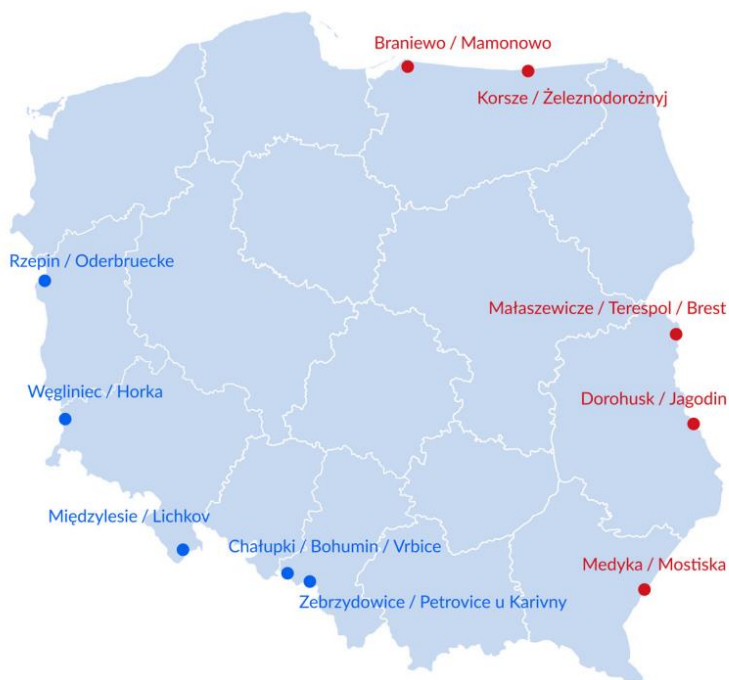 Braniewo / Mamonowo
Korsze / Żeleznodorożnyj
Rzepin / Oderbruecke
Małaszewicze / Terespol / Brest
Węgliniec / Horka
Dorohusk / Jagodin
Międzylesie / Lichkov
Chałupki / Bohumin / Vrbice
Medyka / Mostiska
Zebrzydowice / Petrovice u Karivny